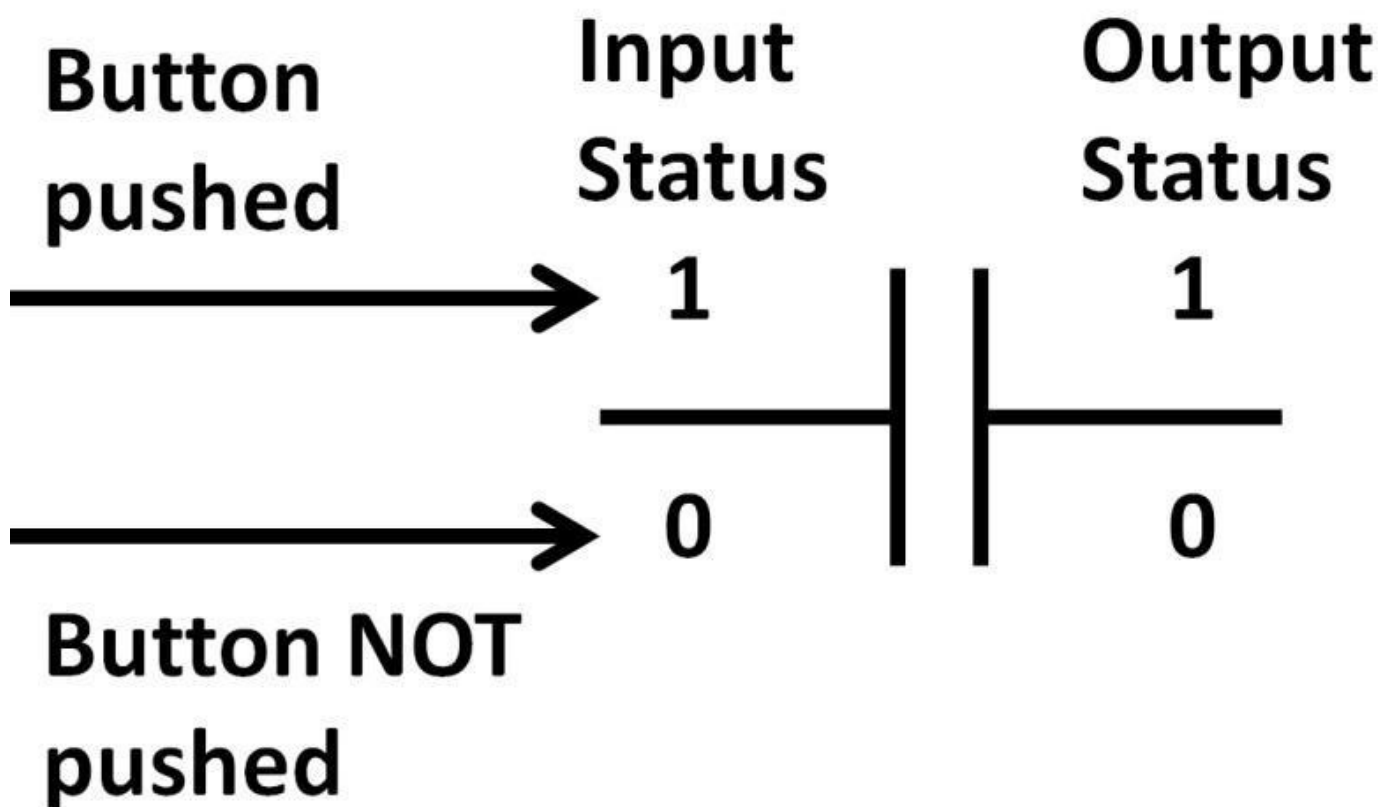 Button
pushed
Input
Status
Output
Status
1
1
0
0
Button NOT
pushed